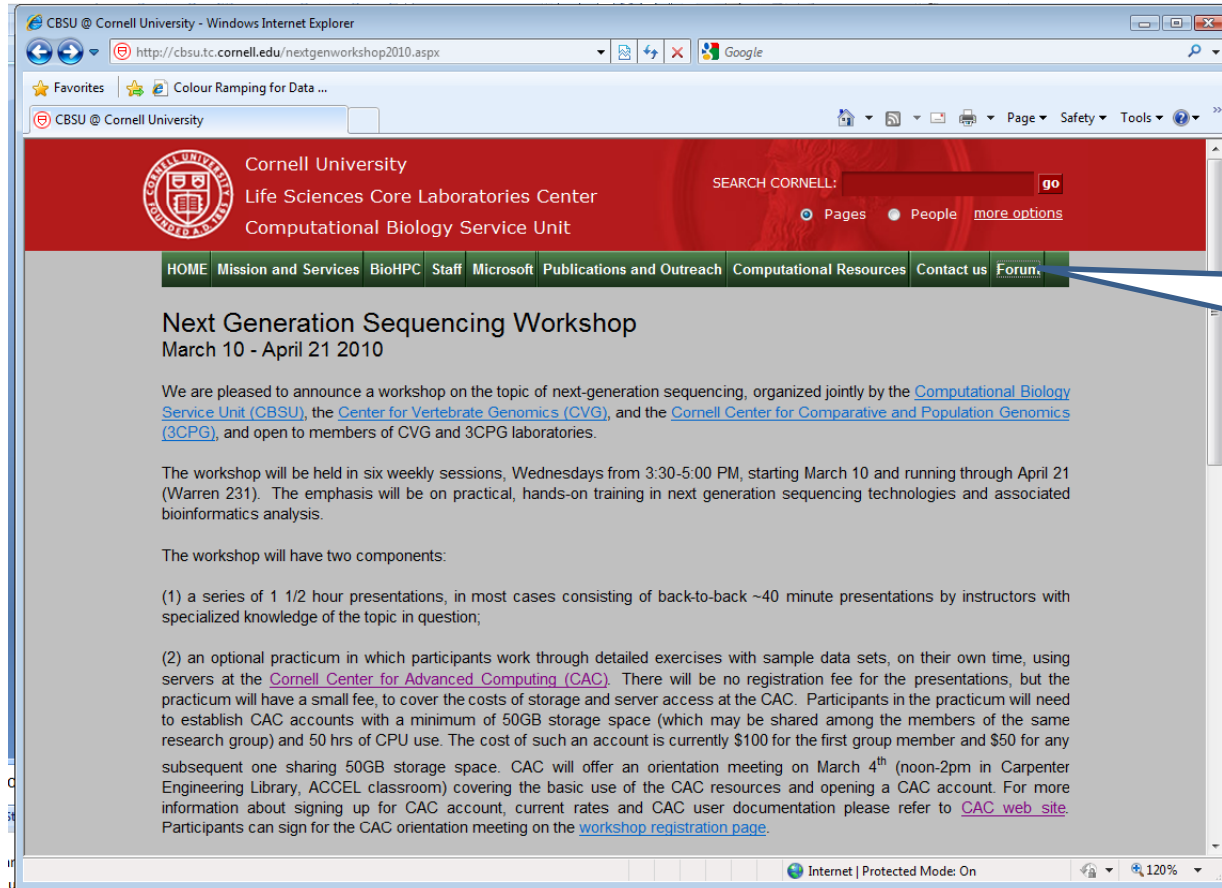 CBSU @ Cornell University - Windows Internet Explorer
http://cbsu.tc.cornell.edu/nextgenworkshop2010.aspx
Google
Favorites
Colour Ramping for Data ...
CBSU @ Cornell University
Page
Safety
Tools
Cornell University
Life Sciences Core Laboratories Center
Computational Biology Service Unit
SEARCH CORNELL:
go
Pages
People
more options
HOME Mission and Services BioHPC Staff Microsoft Publications and Outreach Computational Resources Contact us Forum
Next Generation Sequencing Workshop
March 10 - April 21 2010
We are pleased to announce a workshop on the topic of next-generation sequencing, organized jointly by the Computational Biology
Service Unit (CBSU), the Center for Vertebrate Genomics (CVG), and the Cornell Center for Comparative and Population Genomics
(3CPG), and open to members of CVG and 3CPG laboratories.
The workshop will be held in six weekly sessions, Wednesdays from 3:30-5:00 PM, starting March 10 and running through April 21
(Warren 231). The emphasis will be on practical, hands-on training in next generation sequencing technologies and associated
bioinformatics analysis.
The workshop will have two components:
(1) a series of 1 1/2 hour presentations, in most cases consisting of back-to-back ~40 minute presentations by instructors with
specialized knowledge of the topic in question;
(2) an optional practicum in which participants work through detailed exercises with sample data sets, on their own time, using
servers at the Cornell Center for Advanced Computing (CAC). There will be no registration fee for the presentations, but the
practicum will have a small fee, to cover the costs of storage and server access at the CAC. Participants in the practicum will need
to establish CAC accounts with a minimum of 50GB storage space (which may be shared among the members of the same
research group) and 50 hrs of CPU use. The cost of such an account is currently $100 for the first group member and $50 for any
subsequent one sharing 50GB storage space. CAC will offer an orientation meeting on March 4th (noon-2pm in Carpenter
Engineering Library, ACCEL classroom) covering the basic use of the CAC resources and opening a CAC account. For more
information about signing up for CAC account, current rates and CAC user documentation please refer to CAC web site.
Participants can sign for the CAC orientation meeting on the workshop registration page.
Internet | Protected Mode: On
120%